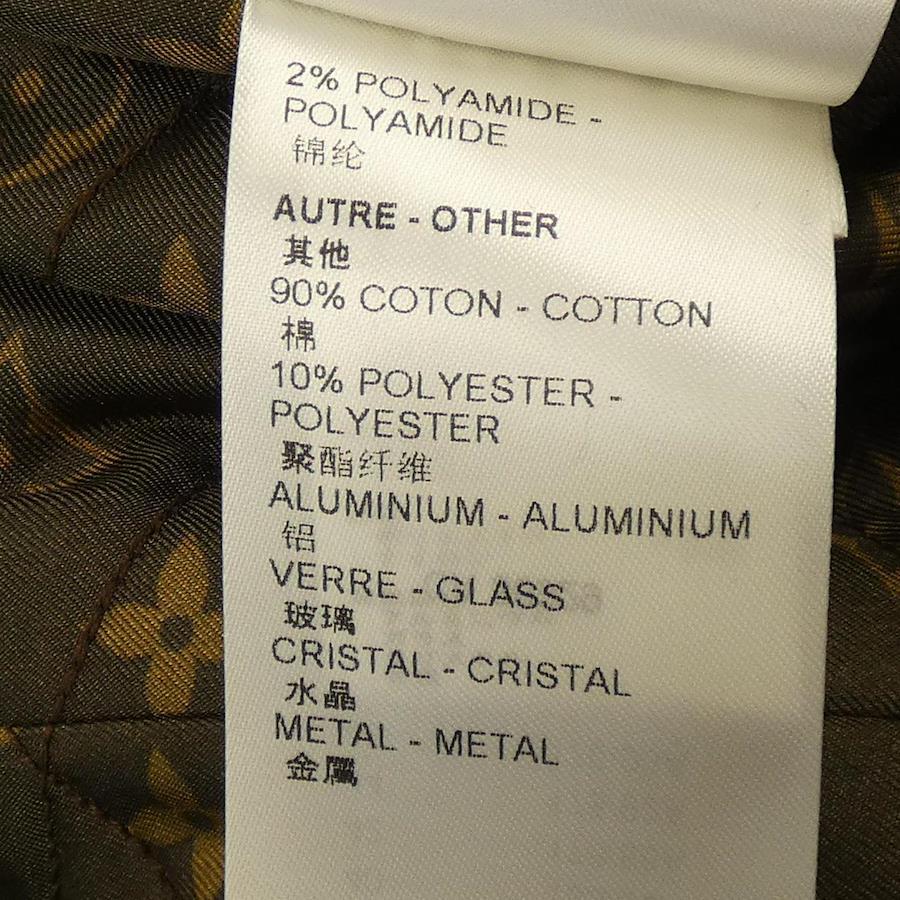 2% POLYAMIDE -
POLYAMIDE
锦纶
AUTRE - OTHER
其他
90% COTON - COTTON
棉
10% POLYESTER -
POLYESTER
聚酯纤维
ALUMINIUM - ALUMINIUM
铝
VERRE - GLASS
玻璃
CRISTAL - CRISTAL
水晶
METAL - METAL
金属